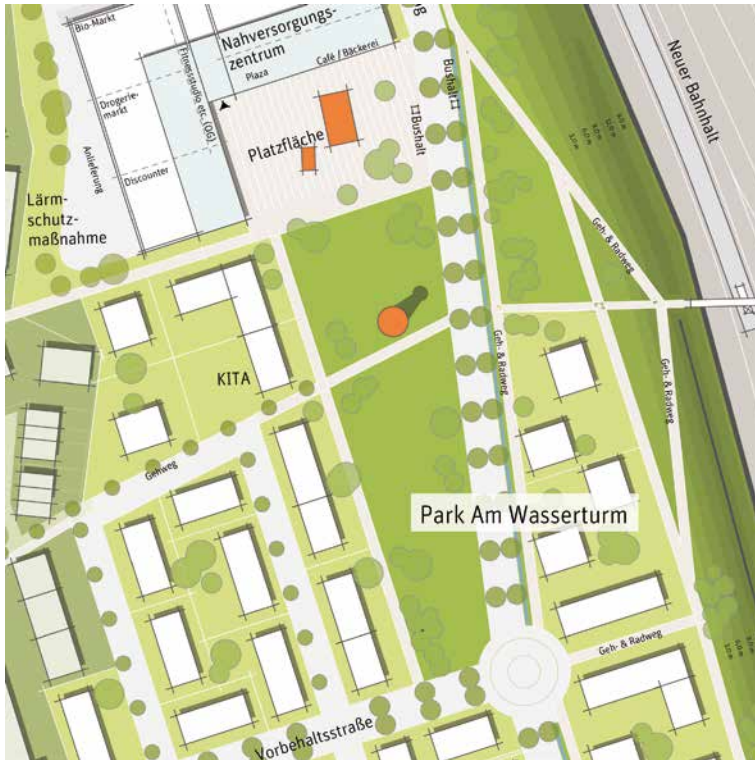 Bio-Markt
Drogerie-
markt
Discounter
Anlieferung
Fitnessstudio etc. (OG)
Nahversorgungs-
zentrum
Plaza
Café / Bäckerei
Platzfläche
Bushalt
Bushalt
Neuer Bahnhalt
Lärm-
schutz-
maßnahme
Geh- & Radweg
Geh- & Radweg
Geh- & Radweg
KITA
Gehweg
Park Am Wasserturm
Geh- & Radweg
Vorbehaltsstraße